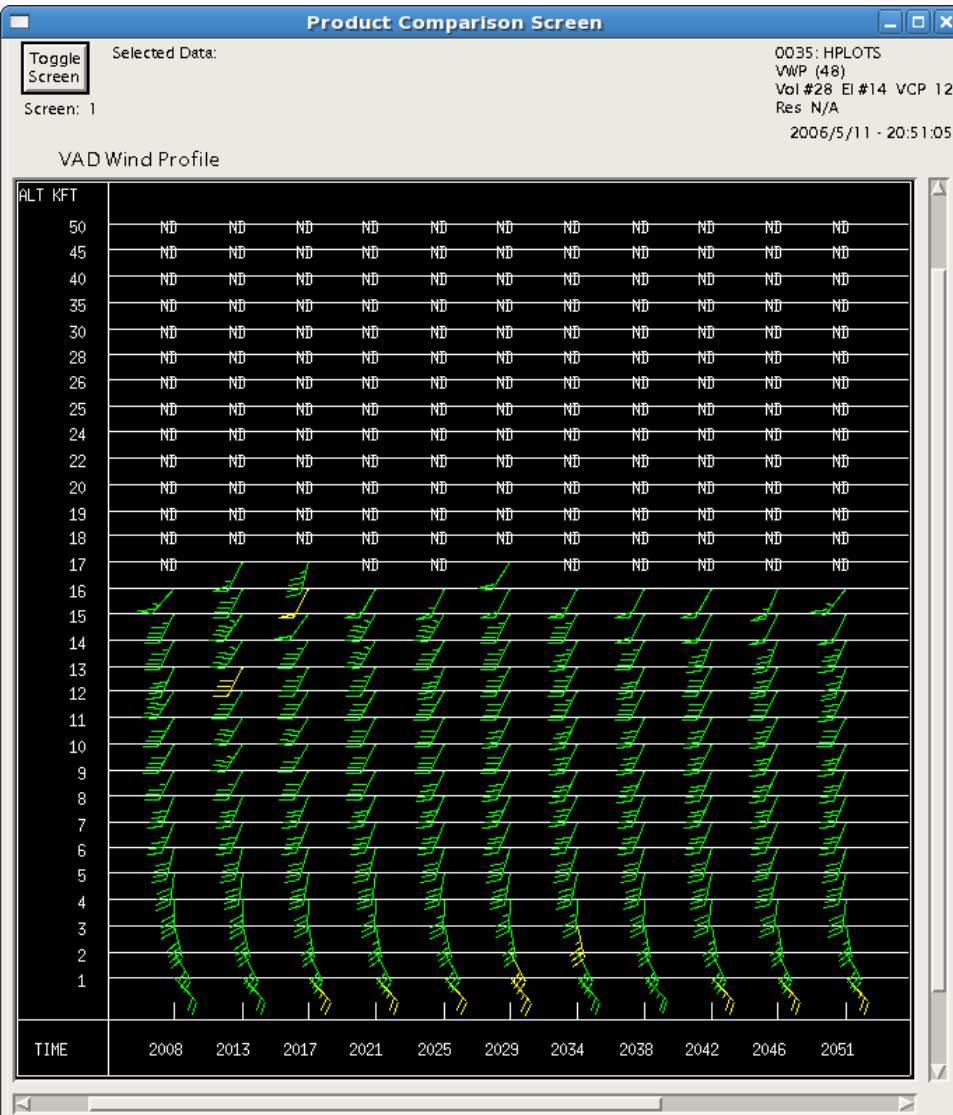 Product Comparison Screen
Toggle Screen
Selected Data:
Screen: 1
0035: HPLOTS
VWP (48)
Vol #28 El #14 VCP 12
Res N/A
2006/5/11 - 20:51:05
VAD Wind Profile
ALT KFT
50 ND ND ND ND ND ND ND ND ND ND ND
45 ND ND ND ND ND ND ND ND ND ND ND
40 ND ND ND ND ND ND ND ND ND ND ND
35 ND ND ND ND ND ND ND ND ND ND ND
30 ND ND ND ND ND ND ND ND ND ND ND
28 ND ND ND ND ND ND ND ND ND ND ND
26 ND ND ND ND ND ND ND ND ND ND ND
25 ND ND ND ND ND ND ND ND ND ND ND
24 ND ND ND ND ND ND ND ND ND ND ND
22 ND ND ND ND ND ND ND ND ND ND ND
20 ND ND ND ND ND ND ND ND ND ND ND
19 ND ND ND ND ND ND ND ND ND ND ND
18 ND ND ND ND ND ND ND ND ND ND ND
17 ND ND ND ND ND ND ND ND
16
15
14
13
12
11
10
9
8
7
6
5
4
3
2
1
TIME 2008 2013 2017 2021 2025 2029 2034 2038 2042 2046 2051